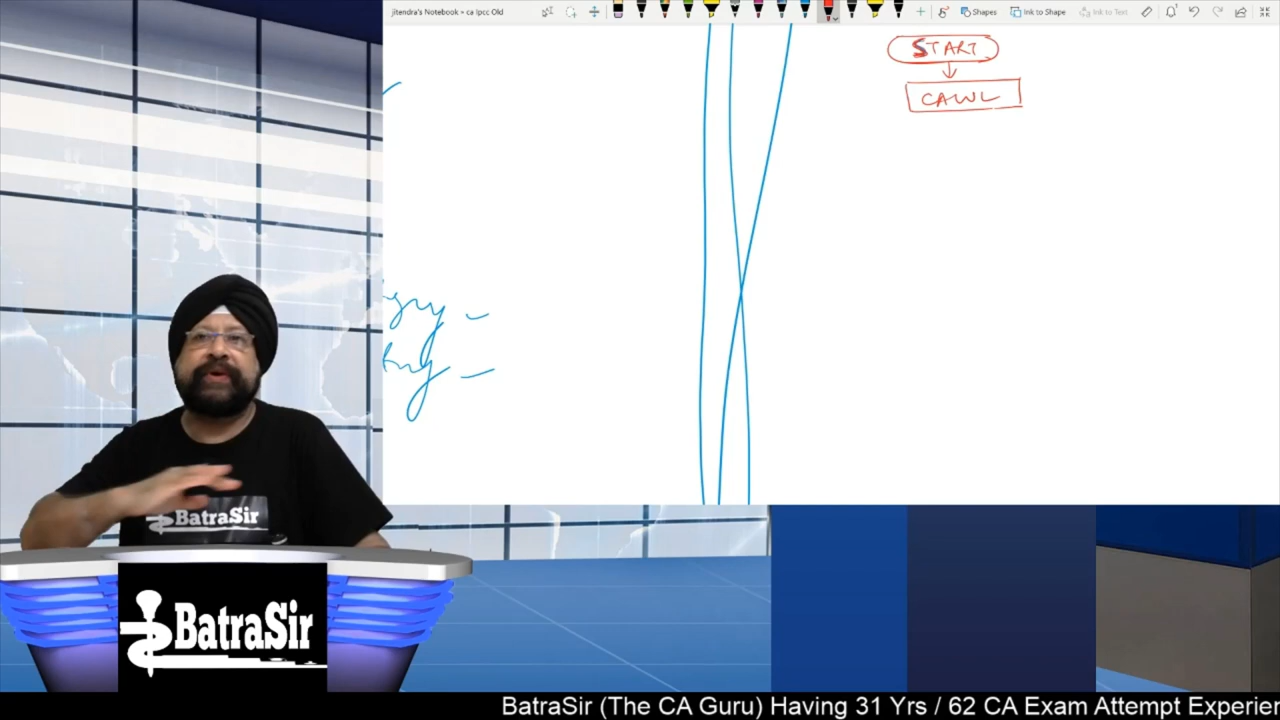 jitendra's Notebook > ca Ipcc Old
Shapes
Ink to Shape
Ink to Text
START
CAWL
BatraSir
BatraSir
BatraSir (The CA Guru) Having 31 Yrs / 62 CA Exam Attempt Experien